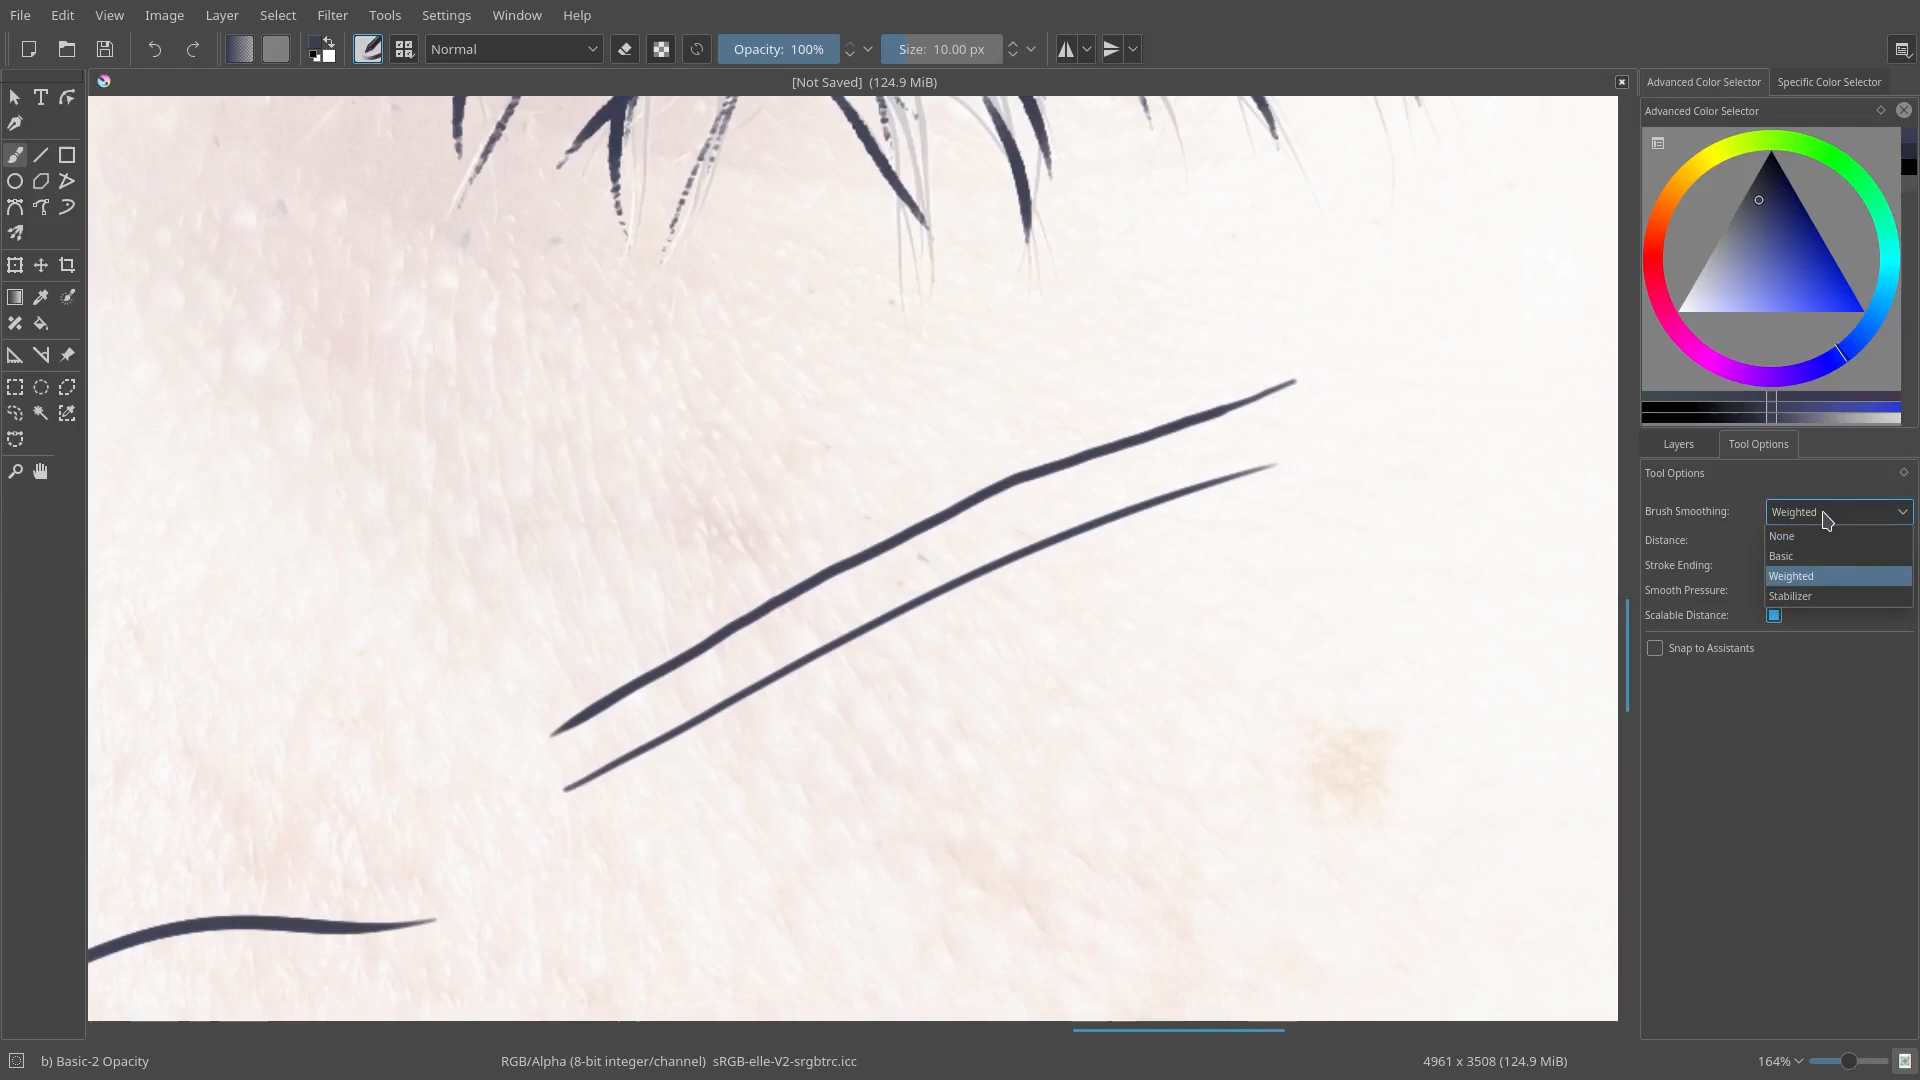 File Edit View Image Layer Select Filter Tools Settings Window Help
Normal Opacity: 100% Size: 10.00 px
[Not Saved] (124.9 MiB)
Advanced Color Selector Specific Color Selector
Advanced Color Selector
Layers Tool Options
Tool Options
Brush Smoothing: Weighted
None
Distance:
Basic
Stroke Ending:
Weighted
Smooth Pressure:
Stabilizer
Scalable Distance:
Snap to Assistants
b) Basic-2 Opacity RGB/Alpha (8-bit integer/channel) sRGB-elle-V2-srgbtrc.icc 4961 x 3508 (124.9 MiB) 164%